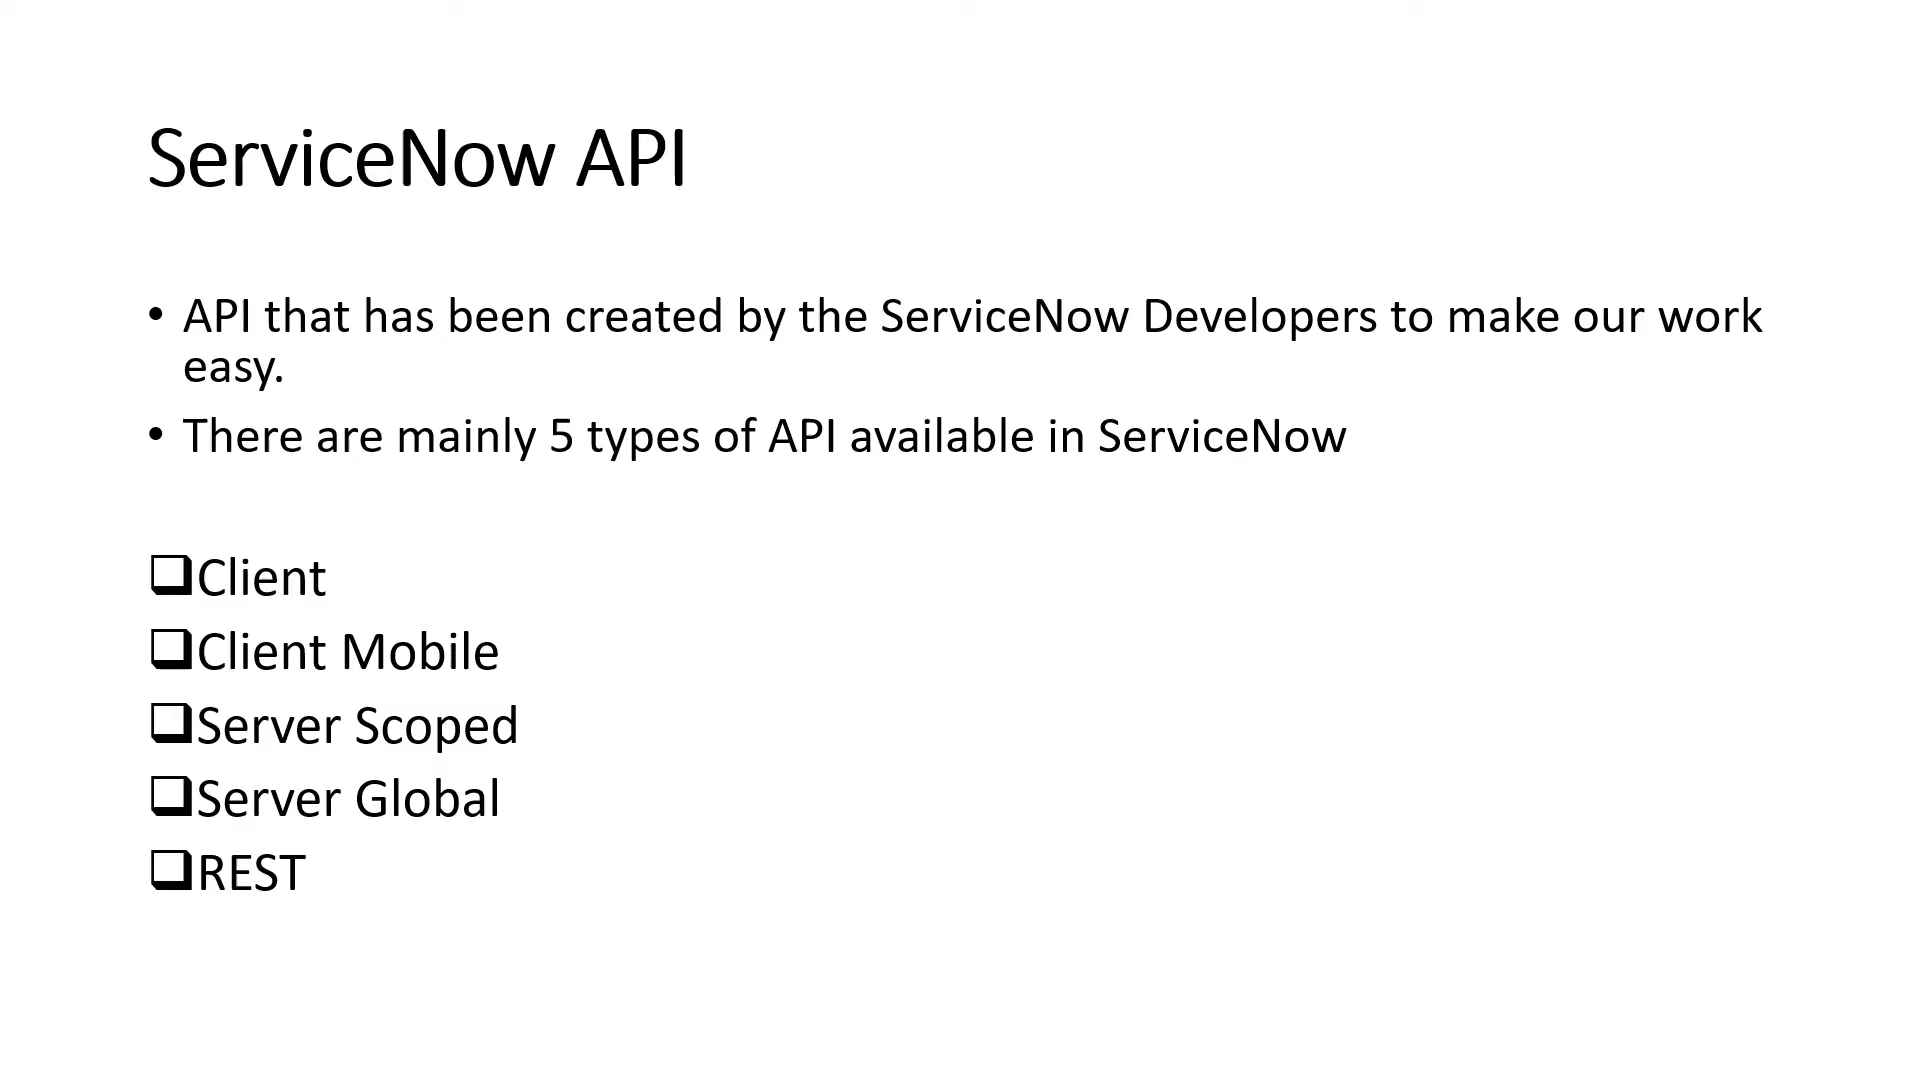 ServiceNow API
• API that has been created by the ServiceNow Developers to make our work
easy.
• There are mainly 5 types of API available in ServiceNow
❑Client
❑Client Mobile
❑Server Scoped
❑Server Global
❑REST